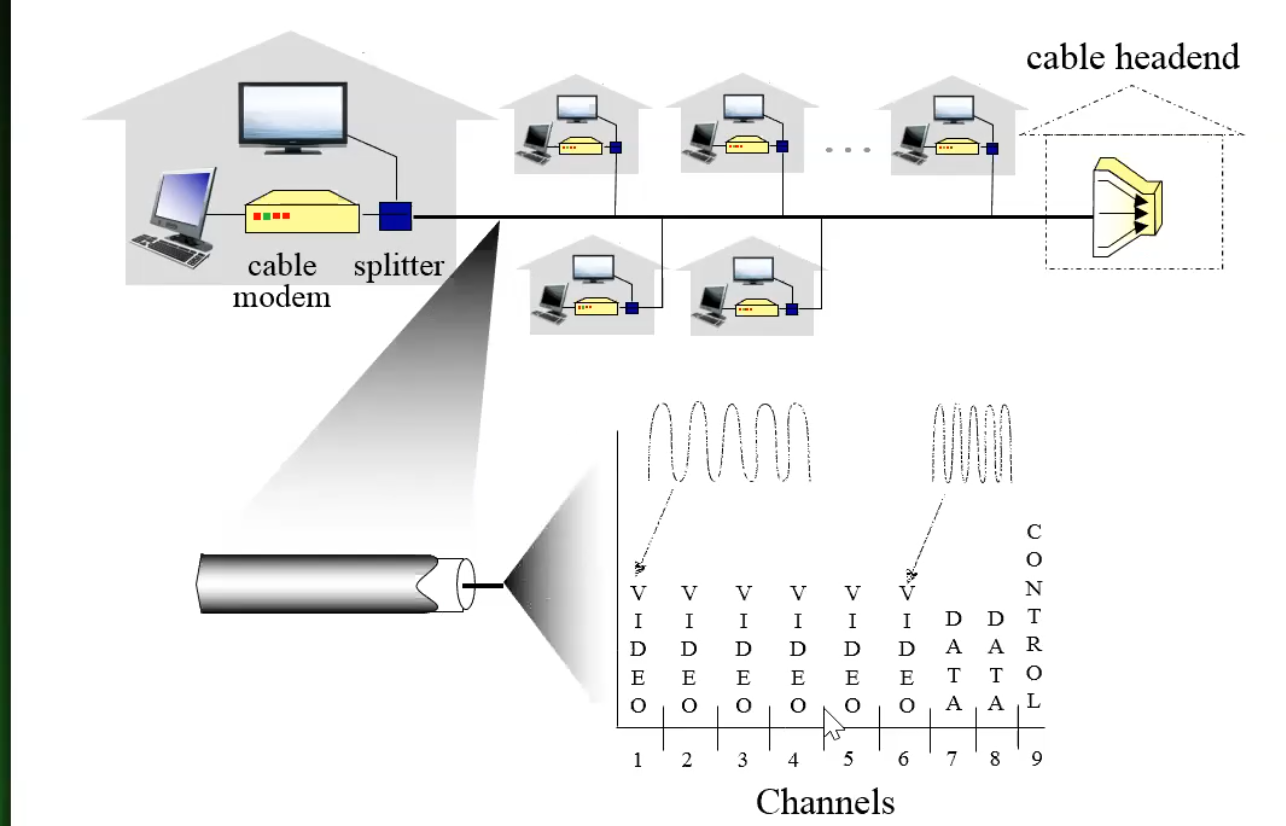 cable headend
cable
modem
splitter
CONTROL
VIDEO
VIDEO
VIDEO
VIDEO
VIDEO
VIDEO
DATA
DATA
1 2 3 4 5 6 7 8 9
Channels